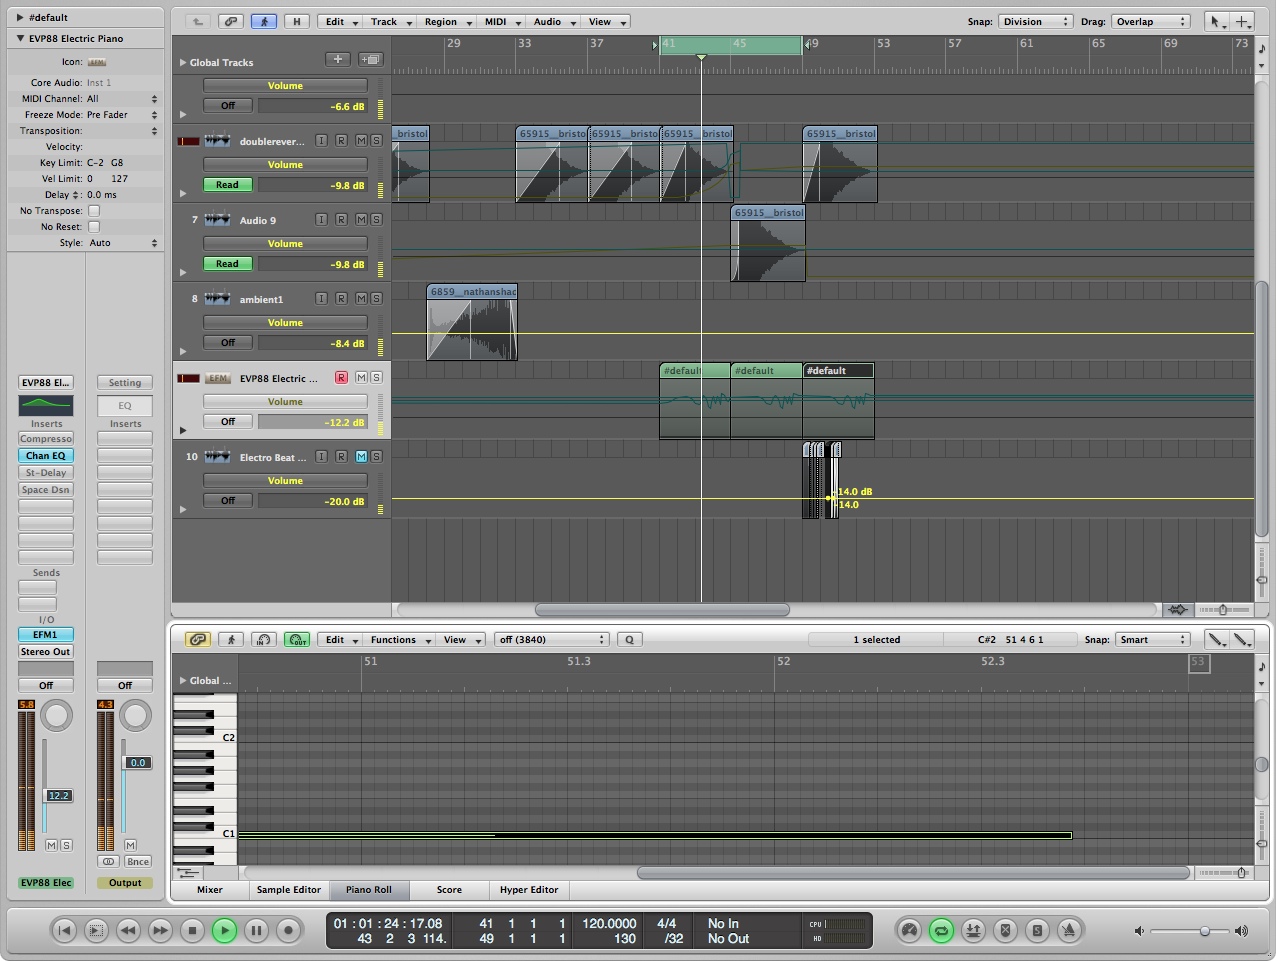 #default
EVP88 Electric Piano
Icon:
Core Audio: Inst 1
MIDI Channel: All
Freeze Mode: Pre Fader
Transposition:
Velocity:
Key Limit: C-2 G8
Vel Limit: 0 127
Delay : 0.0 ms
No Transpose:
No Reset:
Style: Auto
EVP88 El... Setting
EQ
Inserts Inserts
Compresso
Chan EQ
St-Delay
Space Dsn
Sends
I/O
EFM1
Stereo Out
Off Off
5.8 4.3
0.0
12.2
M S M
Bnce
EVP88 Elec Output
H Edit Track Region MIDI Audio View Snap: Division Drag: Overlap
29 33 37 41 45 49 53 57 61 65 69 73
Global Tracks
Volume
Off -6.6 dB
doublerever... I R M S
Volume
Read -9.8 dB
_bristol 65915__bristo 65915__bristo 65915__bristol 65915__bristol
7 Audio 9 I R M S
Volume
Read -9.8 dB
65915__bristol
8 ambient1 I R M S
Volume
Off -8.4 dB
6859__nathanshac
EFM EVP88 Electric ... R M S
Volume
Off -12.2 dB
#default #default #default
10 Electro Beat ... I R M S
Volume
Off -20.0 dB
-14.0 dB
-14.0
IN OUT Edit Functions View off (3840) Q 1 selected C#2 51 4 6 1 Snap: Smart
51 51.3 52 52.3 53
Global ...
C2
C1
Mixer Sample Editor Piano Roll Score Hyper Editor
01 : 01 : 24 : 17.08 41 1 1 1 120.0000 4/4 No In CPU
43 2 3 114. 49 1 1 1 130 /32 No Out HD
S